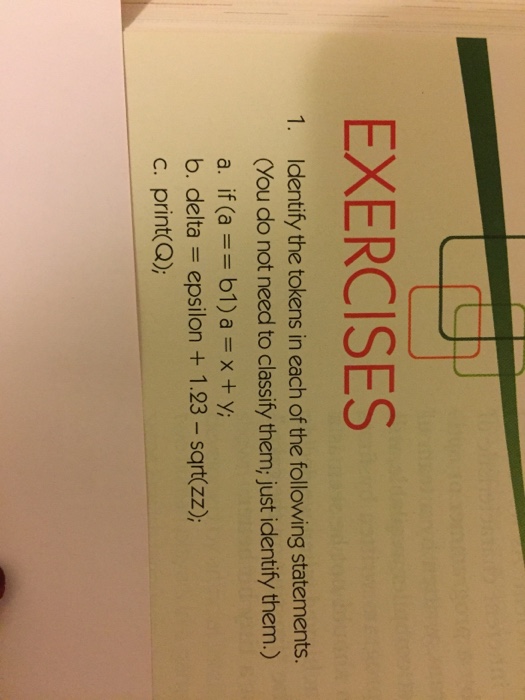 EXERCISES
1. Identify the tokens in each of the following statements.
(You do not need to classify them; just identify them.)
a. if (a == b1) a = x + y;
b. delta = epsilon + 1.23 – sqrt(zz);
c. print(Q);